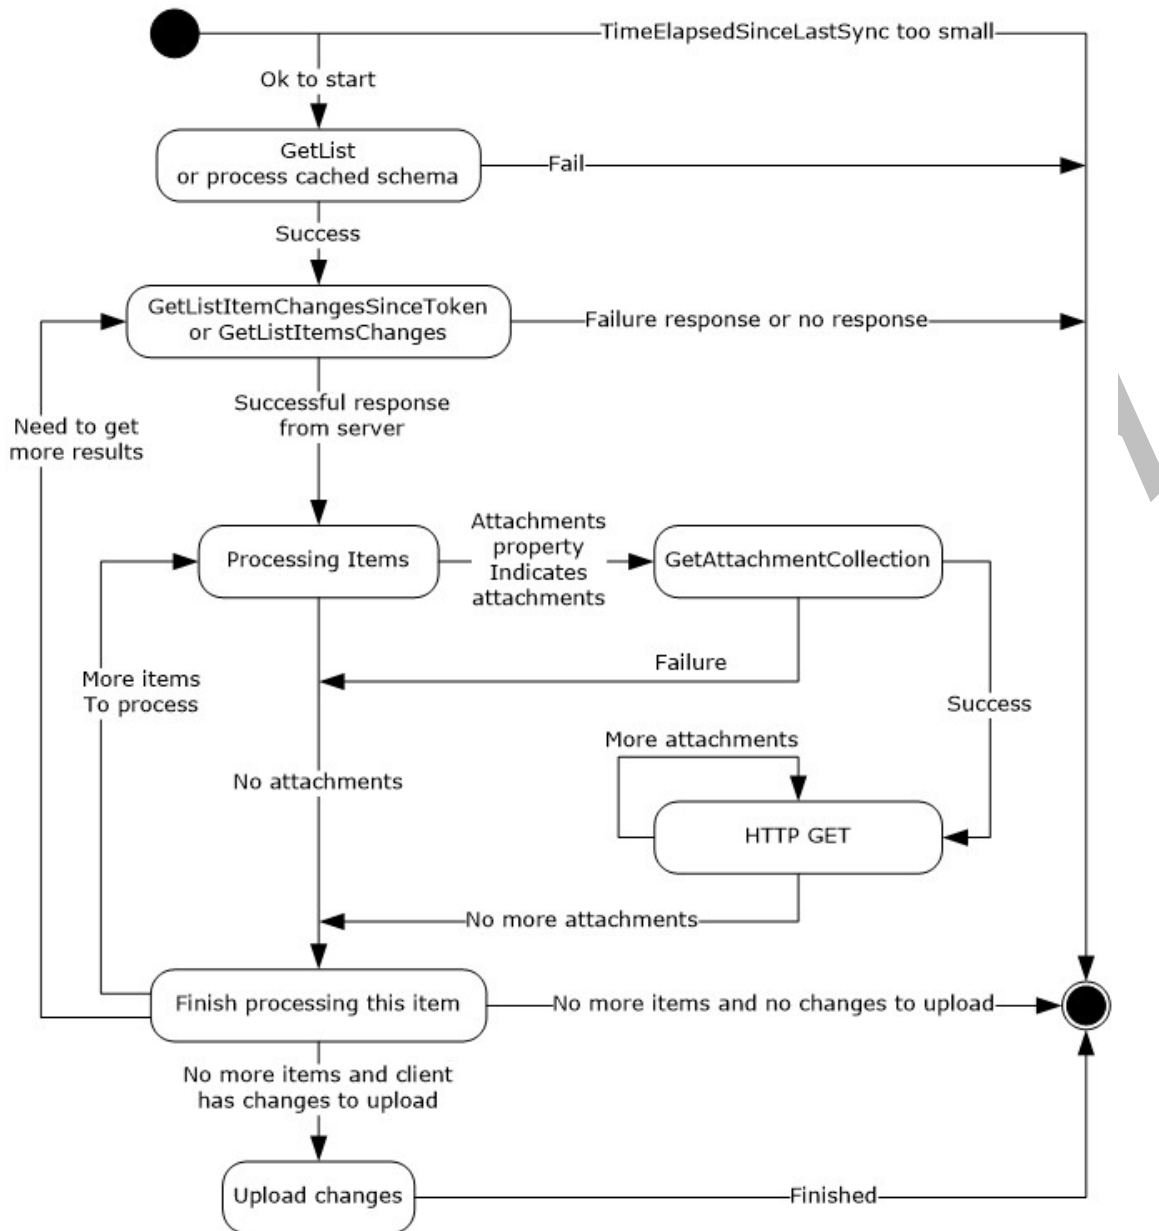 TimeElapsedSinceLastSync too small
Ok to start
GetList
or process cached schema
Fail
Success
GetListItemChangesSinceToken
or GetListItemsChanges
Failure response or no response
Successful response
from server
Need to get
more results
Processing Items
Attachments
property
Indicates
attachments
GetAttachmentCollection
Failure
More items
To process
Success
More attachments
No attachments
HTTP GET
No more attachments
Finish processing this item
No more items and no changes to upload
No more items and client
has changes to upload
Upload changes
Finished